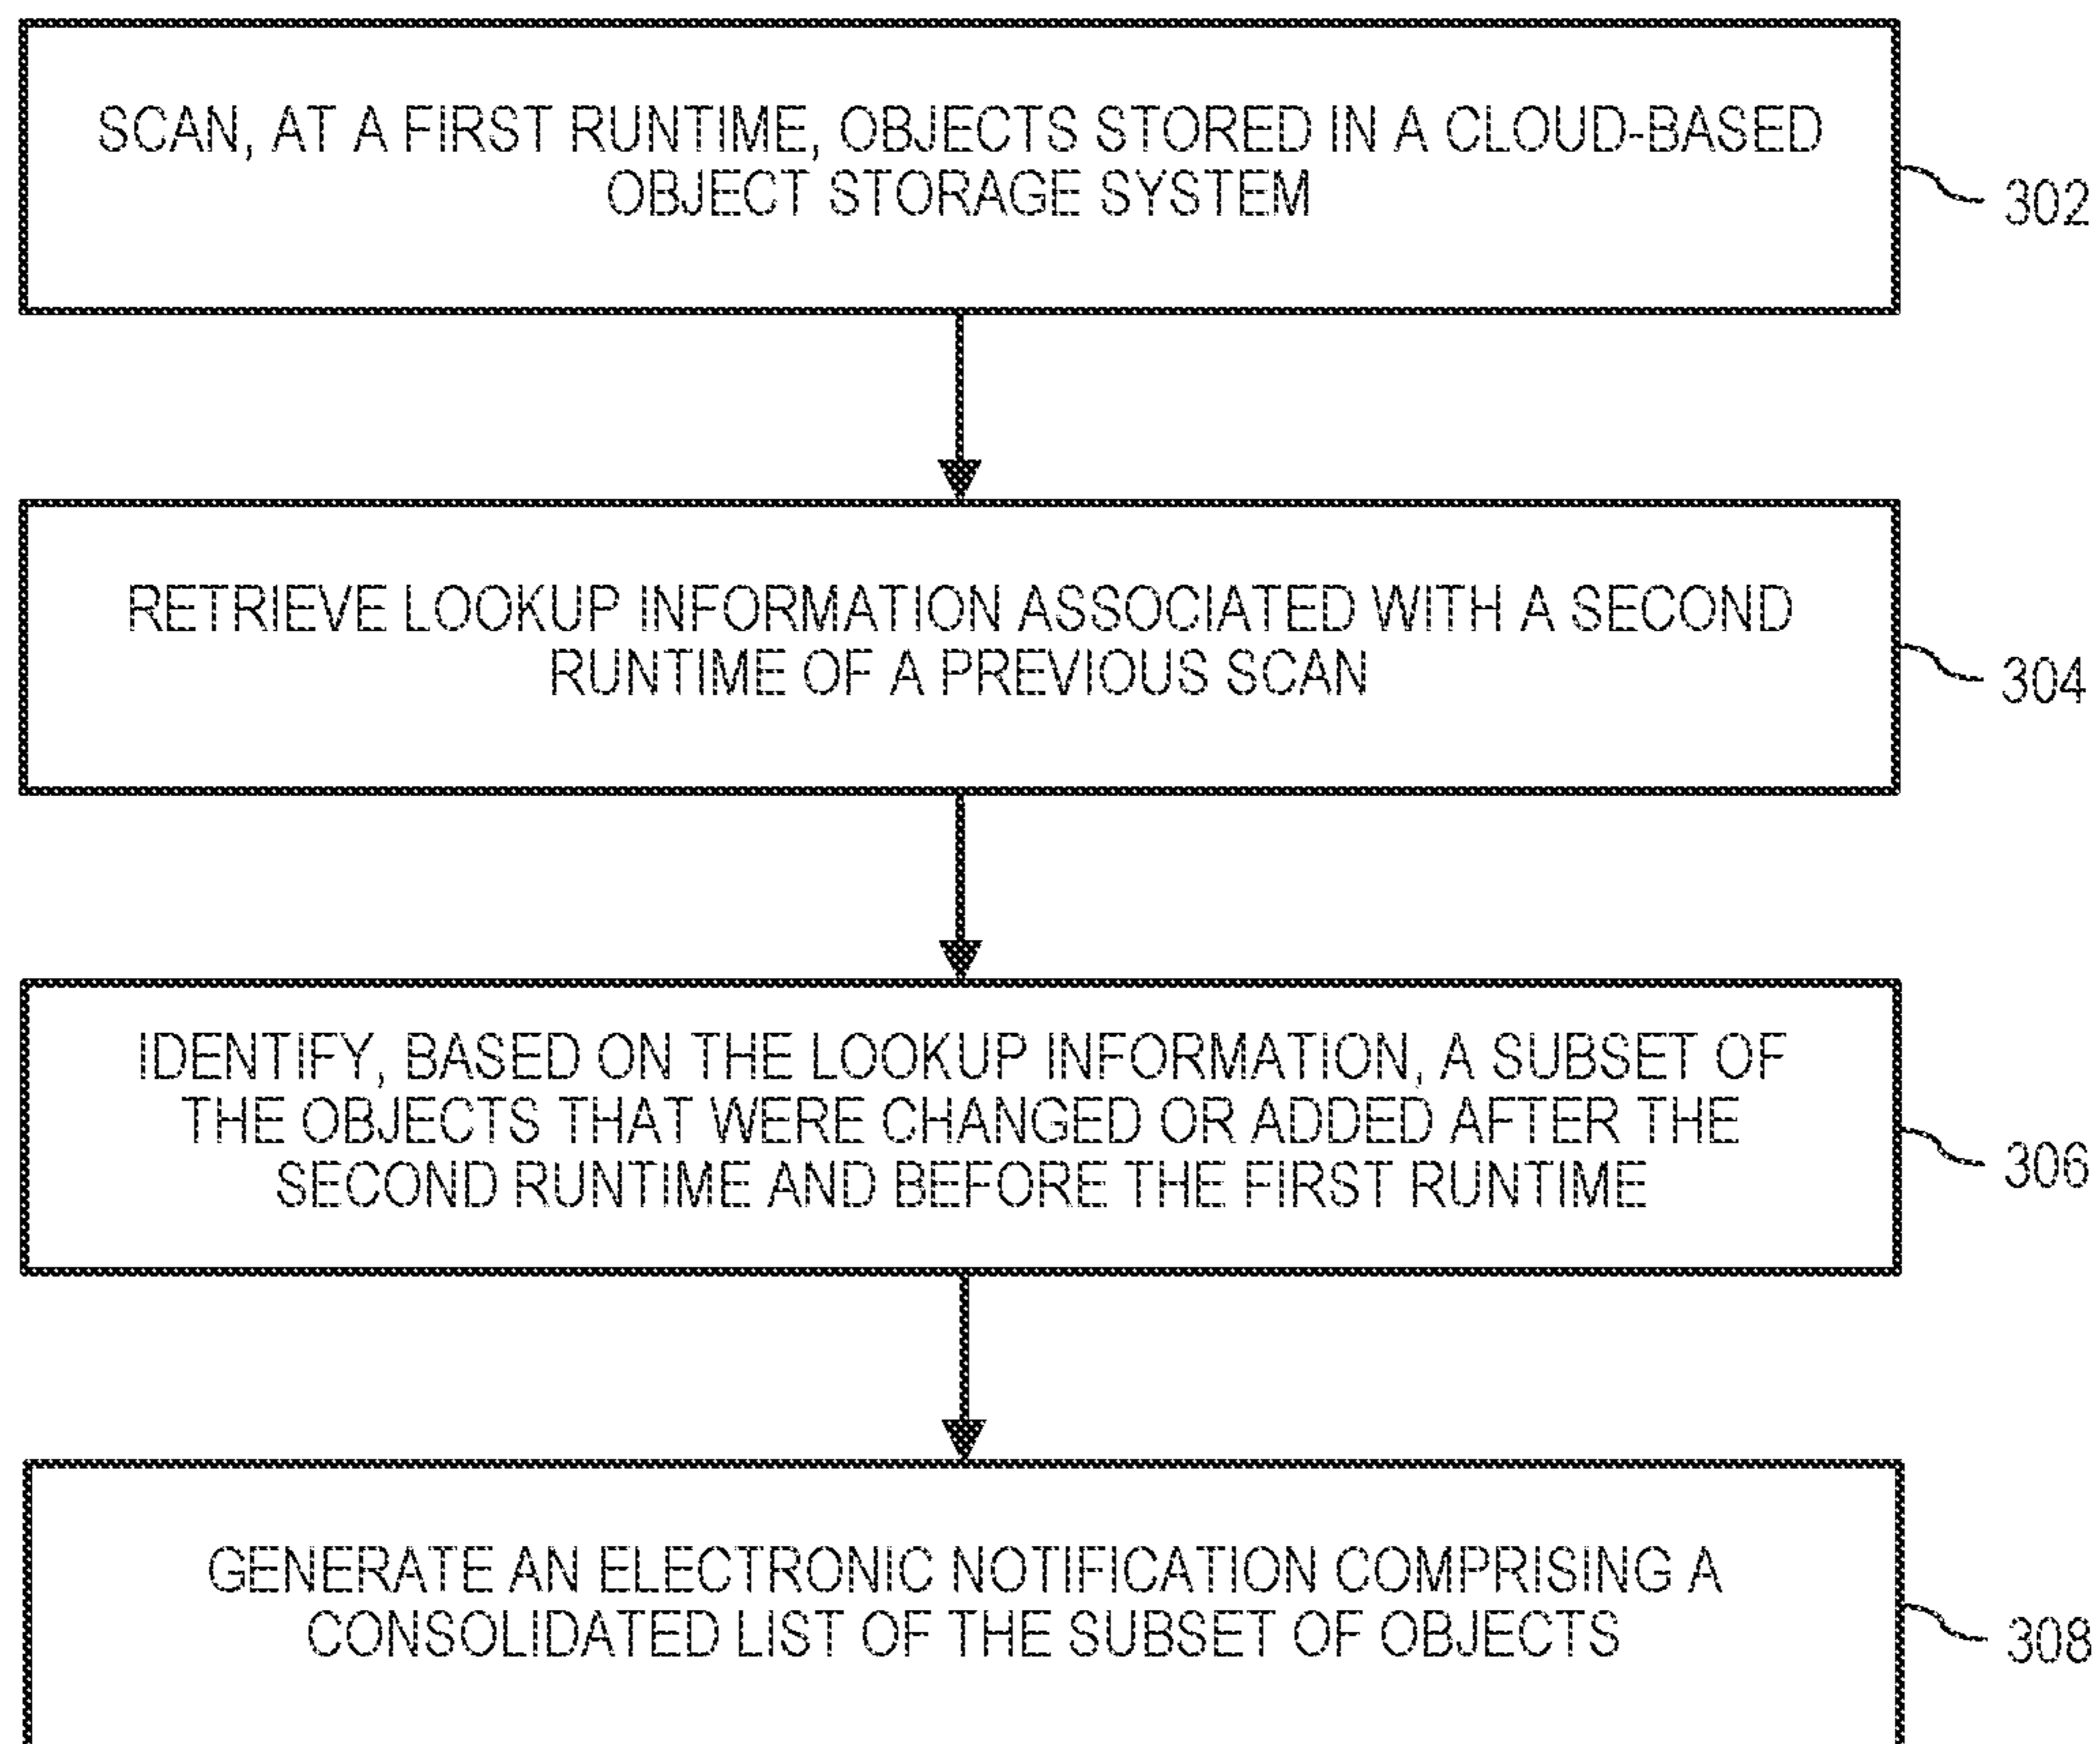 SCAN, AT A FIRST RUNTIME, OBJECTS STORED IN A CLOUD-BASED
OBJECT STORAGE SYSTEM
302
RETRIEVE LOOKUP INFORMATION ASSOCIATED WITH A SECOND
RUNTIME OF A PREVIOUS SCAN
304
IDENTIFY, BASED ON THE LOOKUP INFORMATION, A SUBSET OF
THE OBJECTS THAT WERE CHANGED OR ADDED AFTER THE
SECOND RUNTIME AND BEFORE THE FIRST RUNTIME
306
GENERATE AN ELECTRONIC NOTIFICATION COMPRISING A
CONSOLIDATED LIST OF THE SUBSET OF OBJECTS
308